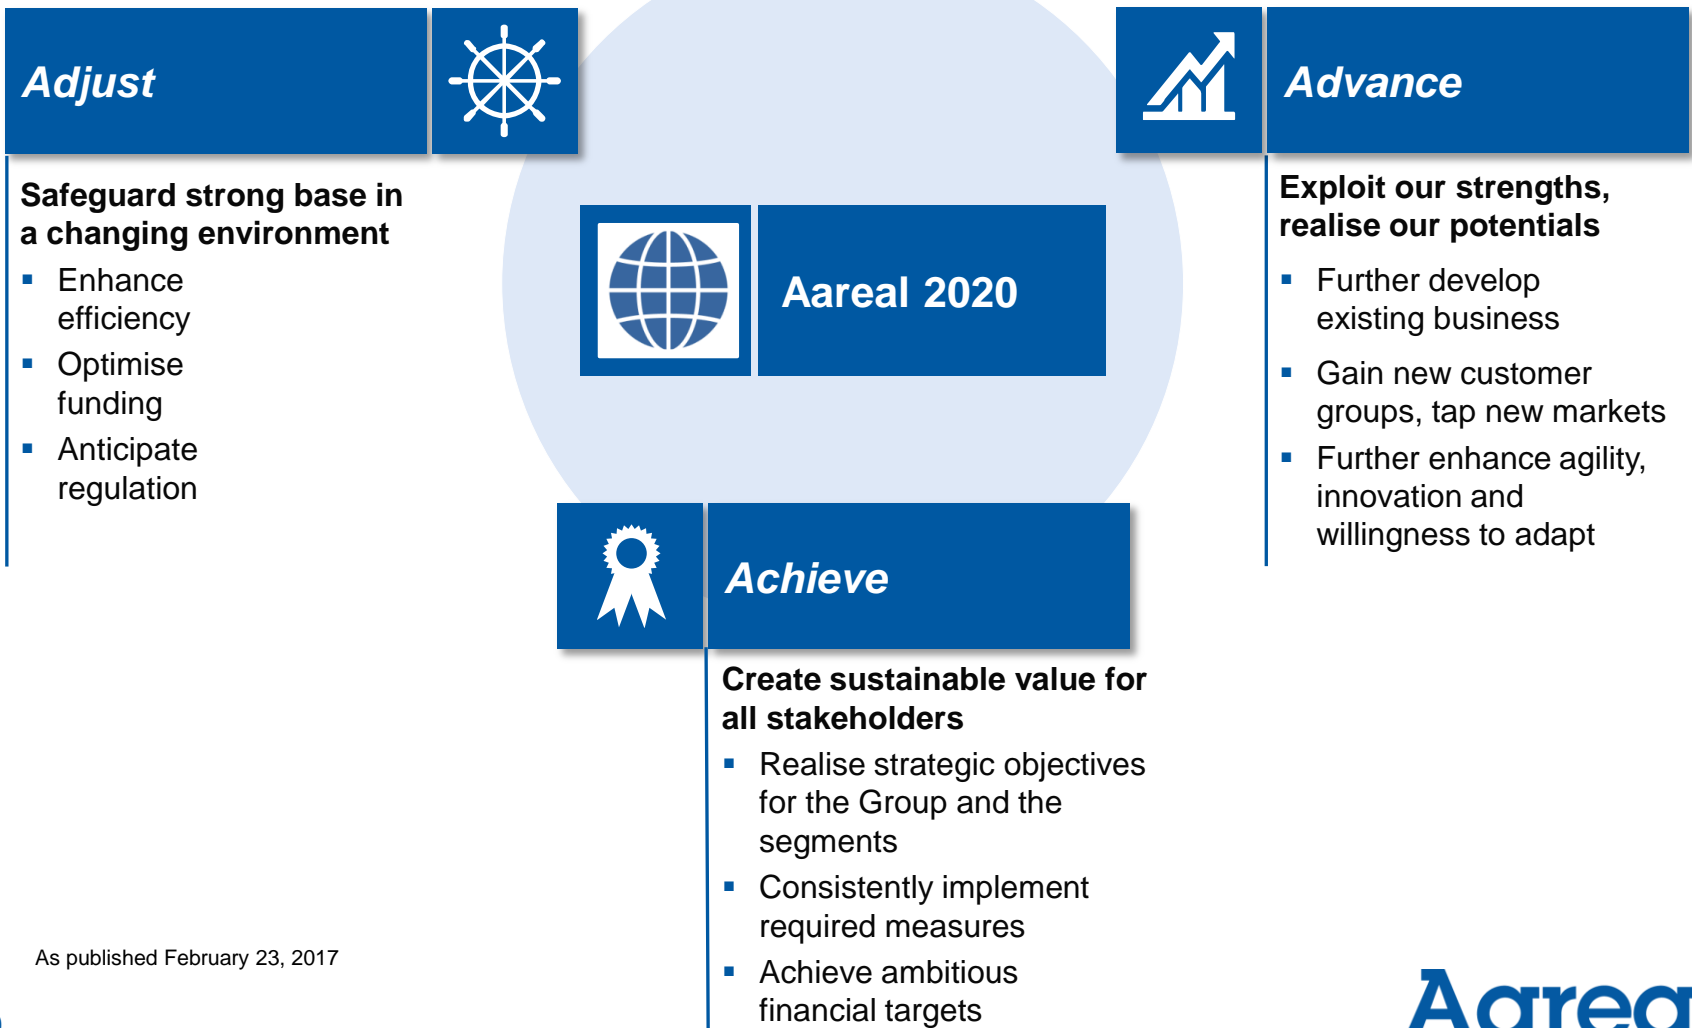 Adjust
Safeguard strong base in
a changing environment
▪ Enhance
efficiency
▪ Optimise
funding
▪ Anticipate
regulation
Aareal 2020
Advance
Exploit our strengths,
realise our potentials
▪ Further develop
existing business
▪ Gain new customer
groups, tap new markets
▪ Further enhance agility,
innovation and
willingness to adapt
Achieve
Create sustainable value for
all stakeholders
▪ Realise strategic objectives
for the Group and the
segments
▪ Consistently implement
required measures
▪ Achieve ambitious
financial targets
As published February 23, 2017